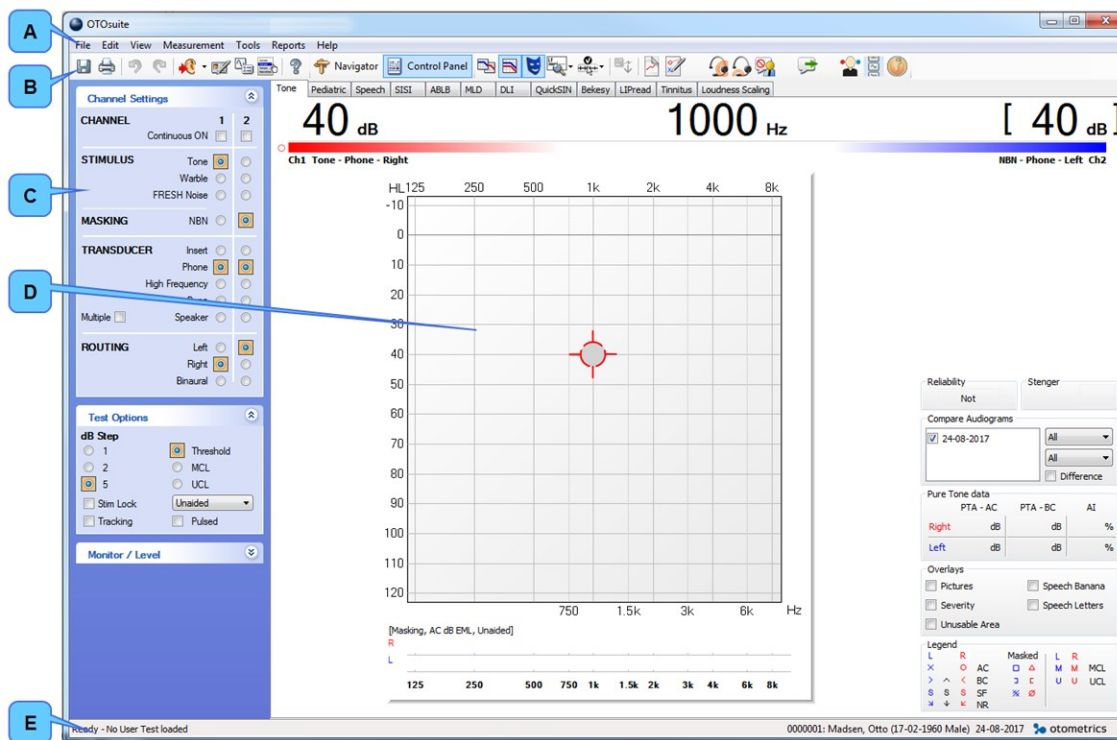 A
B
C
D
E
OTOsuite
File Edit View Measurement Tools Reports Help
Navigator Control Panel
Tone Pediatric Speech SISI ABLB MLD DLI QuickSIN Bekesy LIPread Tinnitus Loudness Scaling
40 dB 1000 Hz [ 40 dB ]
Ch1 Tone - Phone - Right NBN - Phone - Left Ch2
Channel Settings
CHANNEL 1 2
Continuous ON
STIMULUS Tone
Warble
FRESH Noise
MASKING NBN
TRANSDUCER Insert
Phone
High Frequency
Multiple Speaker
ROUTING Left
Right
Binaural
Test Options
dB Step
1 Threshold
2 MCL
5 UCL
Stim Lock Unaided
Tracking Pulsed
Monitor / Level
HL 125 250 500 1k 2k 4k 8k
-10
0
10
20
30
40
50
60
70
80
90
100
110
120
750 1.5k 3k 6k Hz
[Masking, AC dB EML, Unaided]
R
L
125 250 500 750 1k 1.5k 2k 3k 4k 6k 8k
Reliability Stenger
Not
Compare Audiograms
24-08-2017 All
All
Difference
Pure Tone data
PTA - AC PTA - BC AI
Right dB dB %
Left dB dB %
Overlays
Pictures Speech Banana
Severity Speech Letters
Unusable Area
Legend
L R Masked L R
X O AC M M MCL
> ^ < BC U U UCL
S S S SF
NR
Ready - No User Test loaded 0000001: Madsen, Otto (17-02-1960 Male) 24-08-2017 otometrics